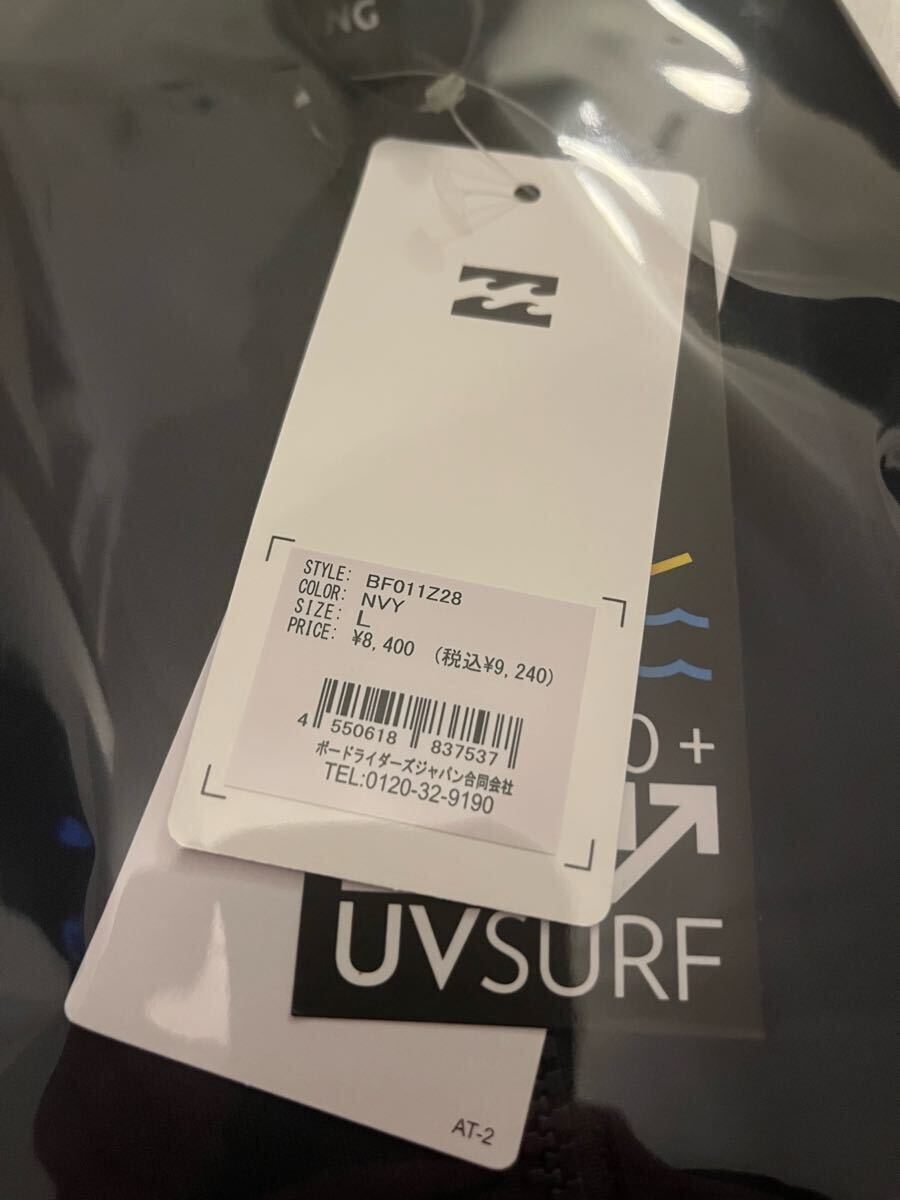 NG
STYLE: BF011Z28
COLOR: NVY
SIZE: L
PRICE: ¥8,400 (税込¥9,240)
4 550618 837537
ボードライダーズジャパン合同会社
TEL:0120-32-9190
0+
UVSURF
AT-2